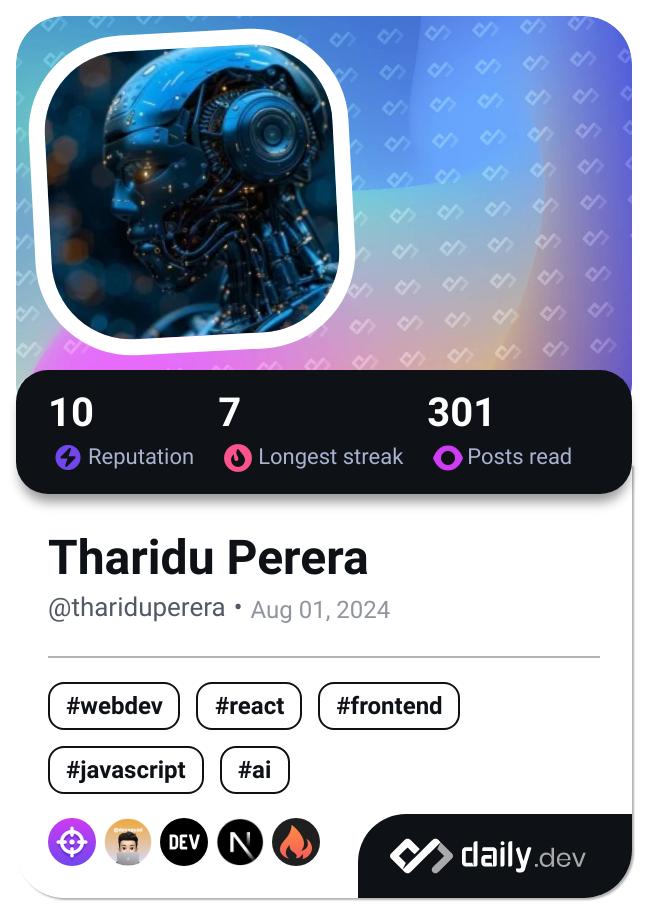 10 7 301
Reputation Longest streak Posts read
Tharidu Perera
@thariduperera • Aug 01, 2024
#webdev #react #frontend
#javascript #ai
DEV N
daily.dev